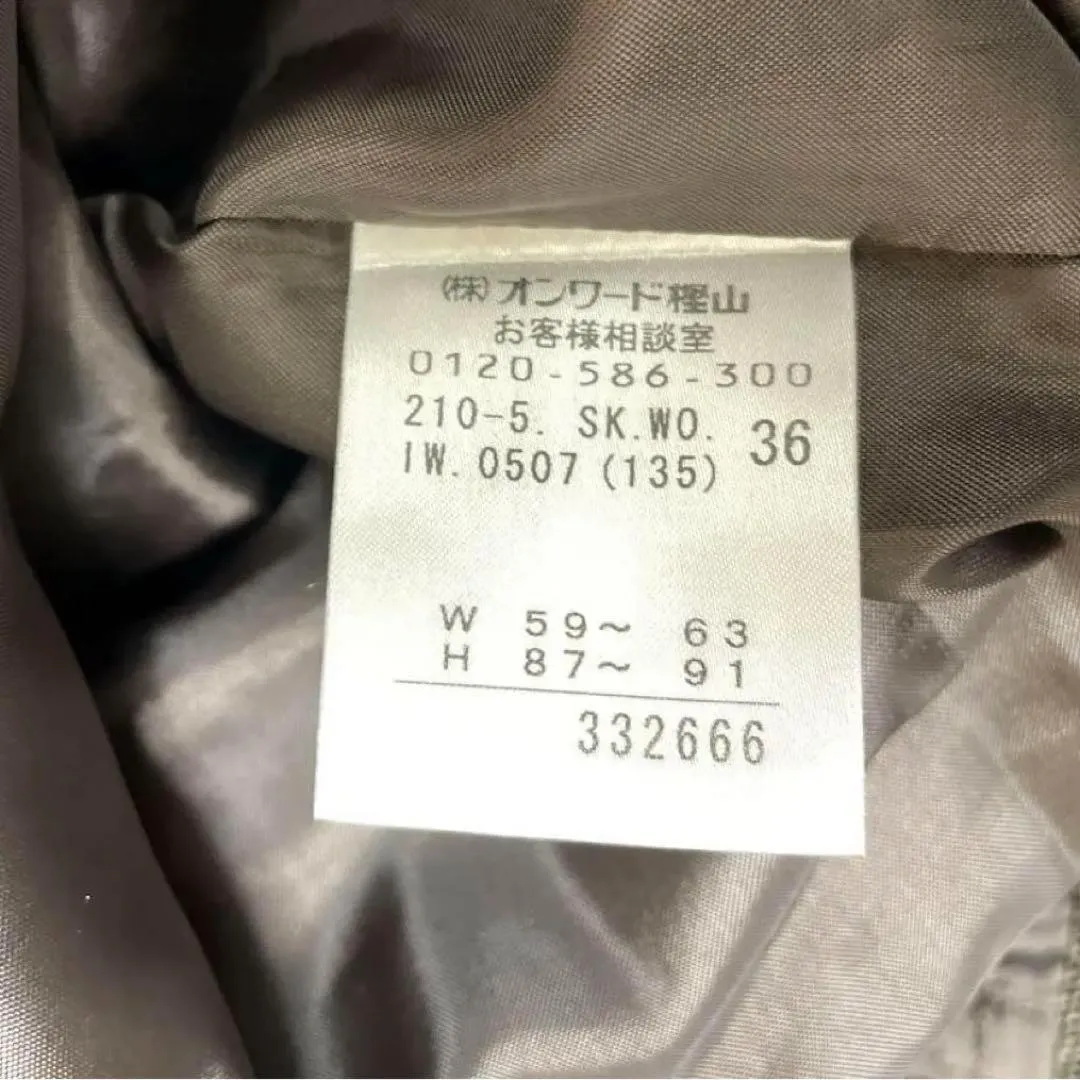 (株)オンワード樫山
お客様相談室
0120-586-300
210-5. SK.WO. 36
IW. 0507 (135)
W 59~ 63
H 87~ 91
332666